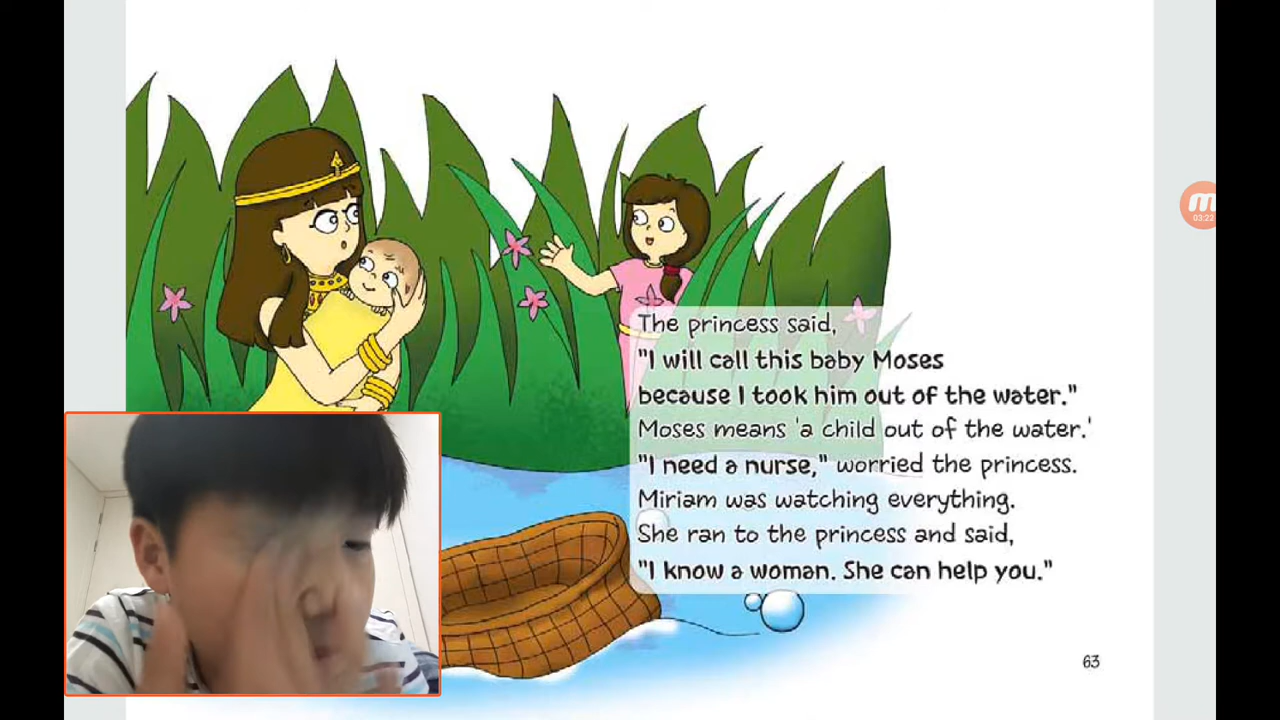 The princess said,
"I will call this baby Moses
because I took him out of the water."
Moses means 'a child out of the water.'
"I need a nurse," worried the princess.
Miriam was watching everything.
She ran to the princess and said,
"I know a woman. She can help you."
63
M
03:22